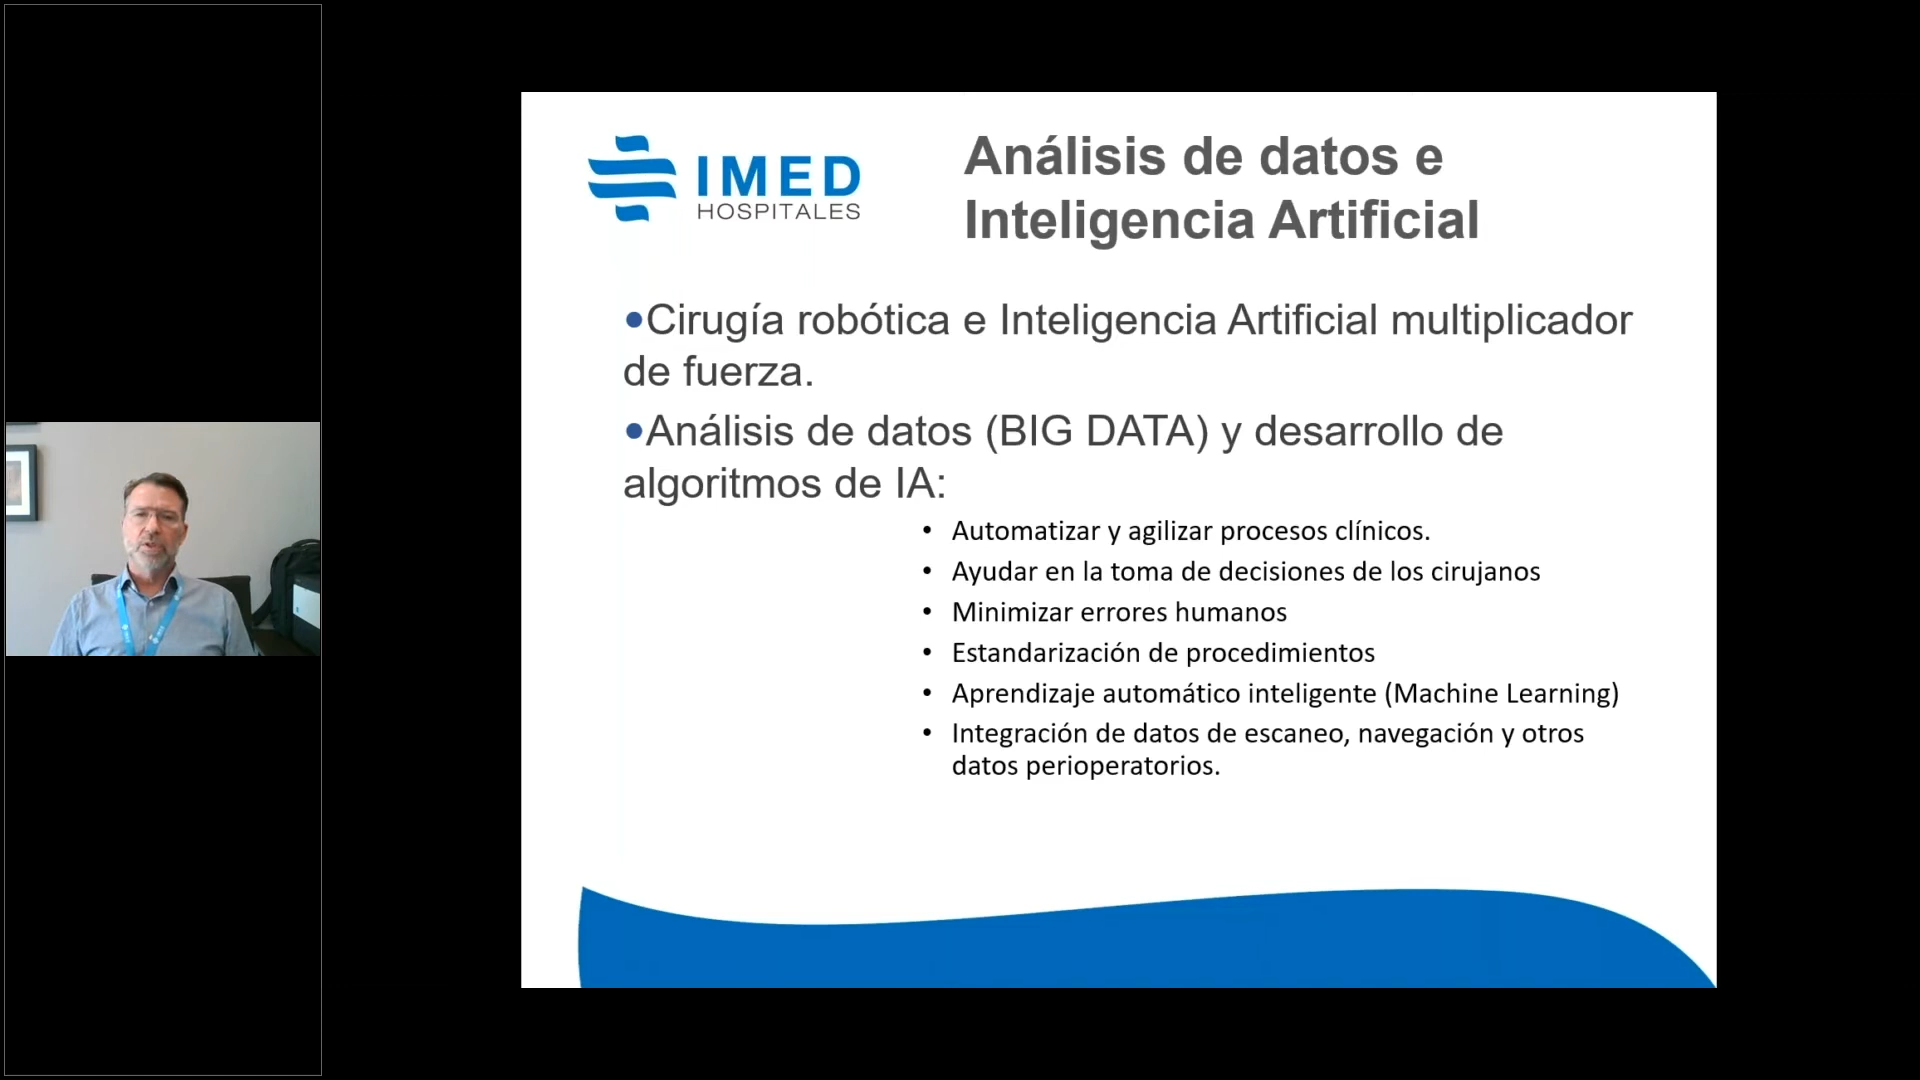 IMED
HOSPITALES
Análisis de datos e
Inteligencia Artificial
•Cirugía robótica e Inteligencia Artificial multiplicador
de fuerza.
•Análisis de datos (BIG DATA) y desarrollo de
algoritmos de IA:
• Automatizar y agilizar procesos clínicos.
• Ayudar en la toma de decisiones de los cirujanos
• Minimizar errores humanos
• Estandarización de procedimientos
• Aprendizaje automático inteligente (Machine Learning)
• Integración de datos de escaneo, navegación y otros
datos perioperatorios.